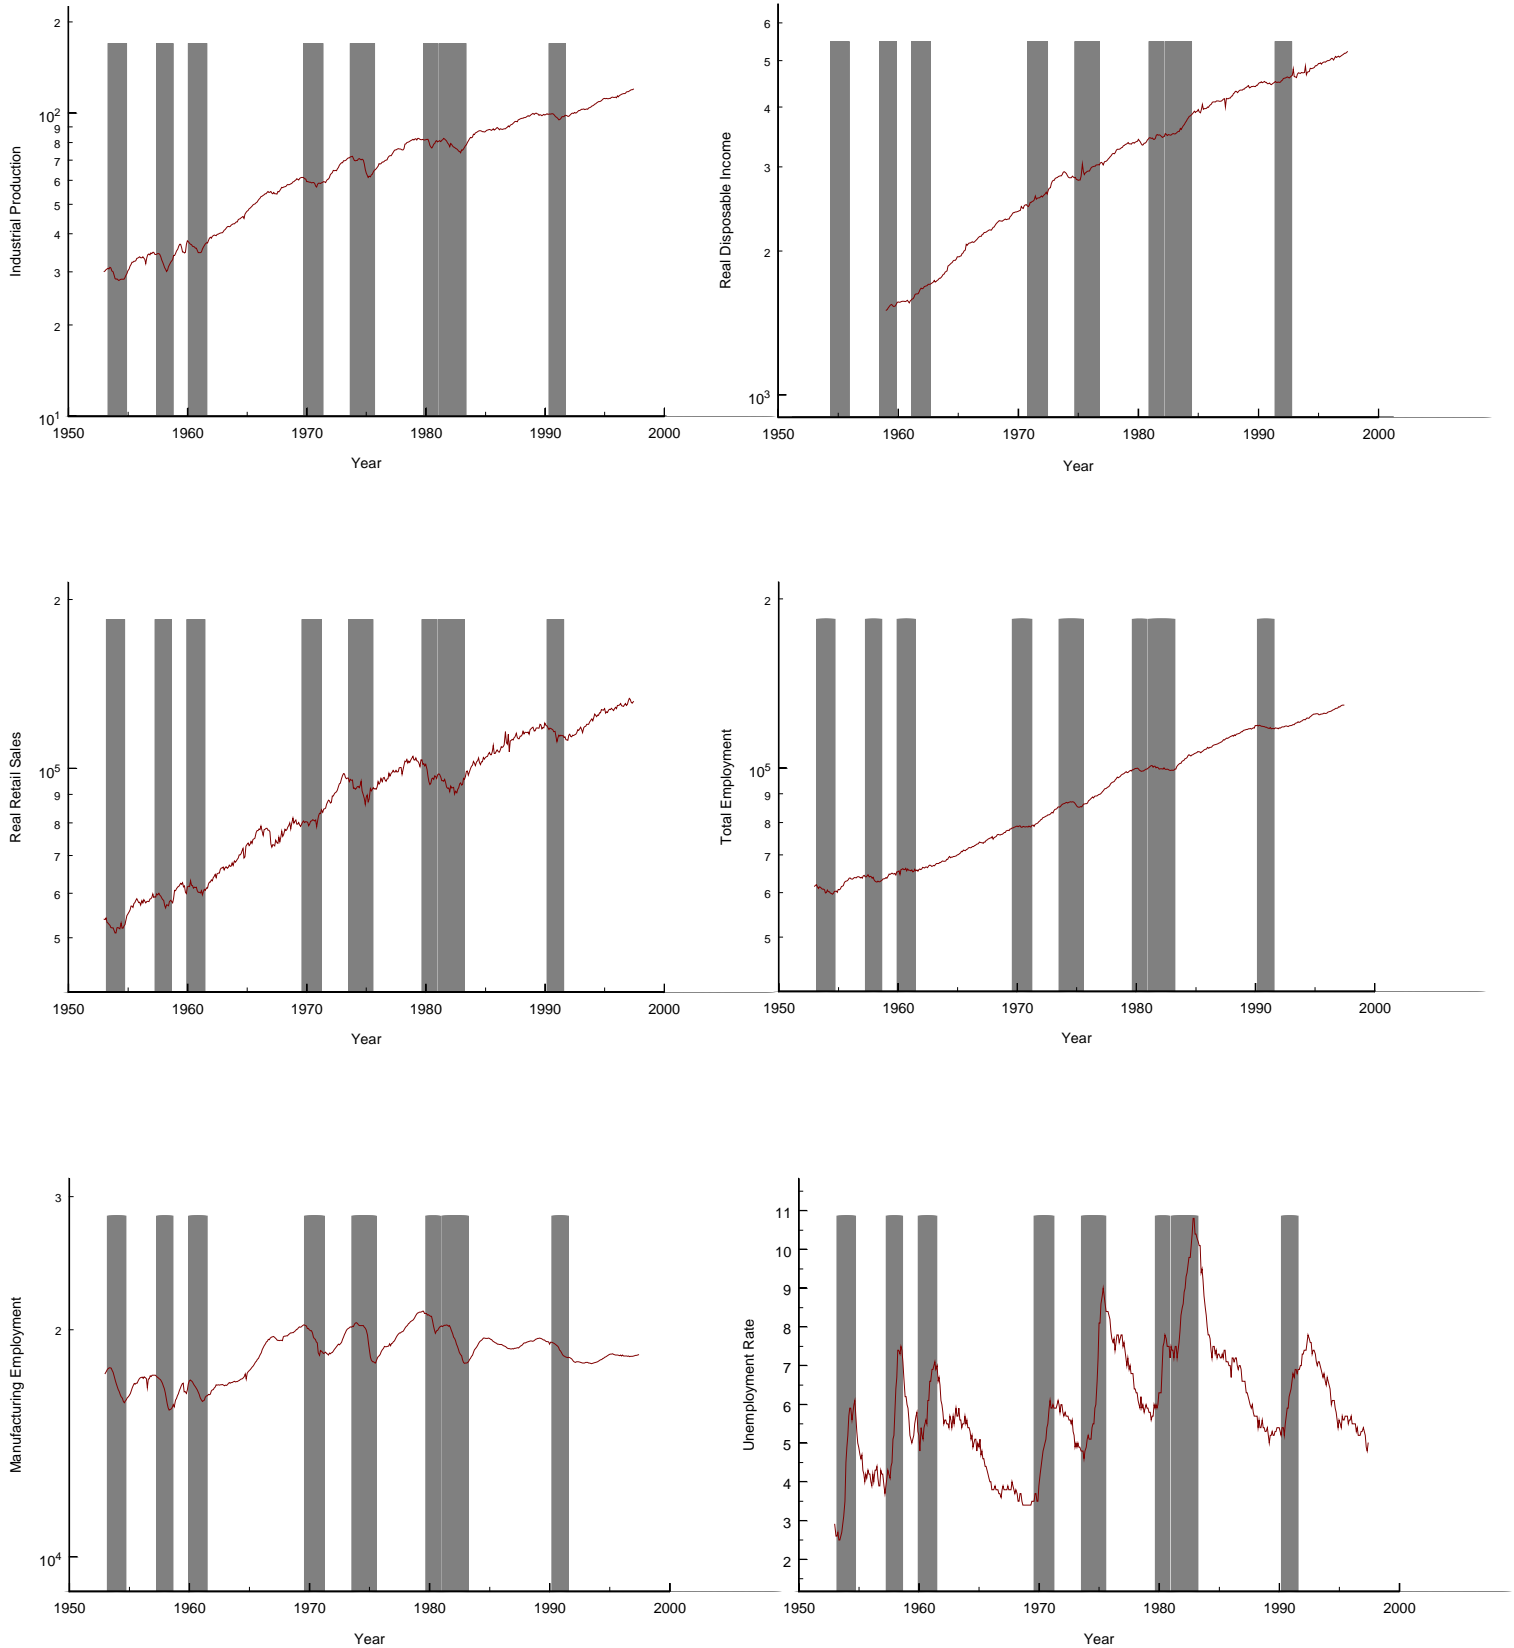 2
10²
9
8
7
6
5
4
3
2
10¹
Industrial Production
1950 1960 1970 1980 1990 2000
Year
6
5
4
3
2
10³
Real Disposable Income
1950 1960 1970 1980 1990 2000
Year
2
10⁵
9
8
7
6
5
Real Retail Sales
1950 1960 1970 1980 1990 2000
Year
2
10⁵
9
8
7
6
5
Total Employment
1950 1960 1970 1980 1990 2000
Year
3
2
10⁴
Manufacturing Employment
1950 1960 1970 1980 1990 2000
Year
11
10
9
8
7
6
5
4
3
2
Unemployment Rate
1950 1960 1970 1980 1990 2000
Year